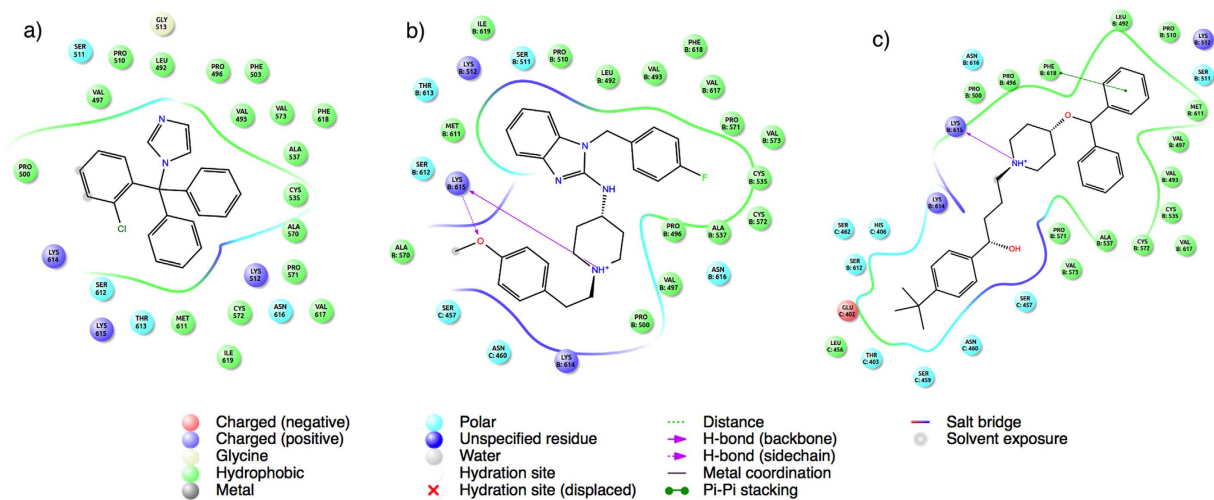 a)
GLY
513
SER
511
PRO
510
LEU
492
PRO
496
PHE
503
VAL
497
VAL
493
VAL
573
PHE
618
N
N
ALA
537
PRO
500
CYS
535
Cl
ALA
570
LYS
614
LYS
512
PRO
571
SER
612
LYS
615
THR
613
MET
611
CYS
572
ASN
616
VAL
617
ILE
619
b)
ILE
B: 619
LYS
B: 512
SER
B: 511
PRO
B: 510
PHE
B: 618
LEU
B: 492
VAL
B: 493
VAL
B: 617
THR
B: 613
MET
B: 611
PRO
B: 571
VAL
B: 573
N
N
F
SER
B: 612
LYS
B: 615
NH
CYS
B: 535
CYS
B: 572
PRO
B: 496
ALA
B: 537
O
ALA
B: 570
NH+
ASN
B: 616
VAL
B: 497
SER
C: 457
PRO
B: 500
ASN
C: 460
LYS
B: 614
c)
LEU
B: 492
PRO
B: 510
LYS
B: 512
ASN
B: 616
PHE
B: 618
SER
B: 511
PRO
B: 496
PRO
B: 500
MET
B: 611
LYS
B: 615
O
VAL
B: 497
NH+
VAL
B: 493
LYS
B: 614
CYS
B: 535
SER
C: 462
HIS
C: 406
PRO
B: 571
ALA
B: 537
CYS
B: 572
VAL
B: 617
OH
SER
B: 612
VAL
B: 573
GLU
C: 402
SER
C: 457
LEU
C: 456
THR
C: 403
ASN
C: 460
SER
C: 459
Charged (negative)
Charged (positive)
Glycine
Hydrophobic
Metal
Polar
Unspecified residue
Water
Hydration site
Hydration site (displaced)
Distance
H-bond (backbone)
H-bond (sidechain)
Metal coordination
Pi-Pi stacking
Salt bridge
Solvent exposure